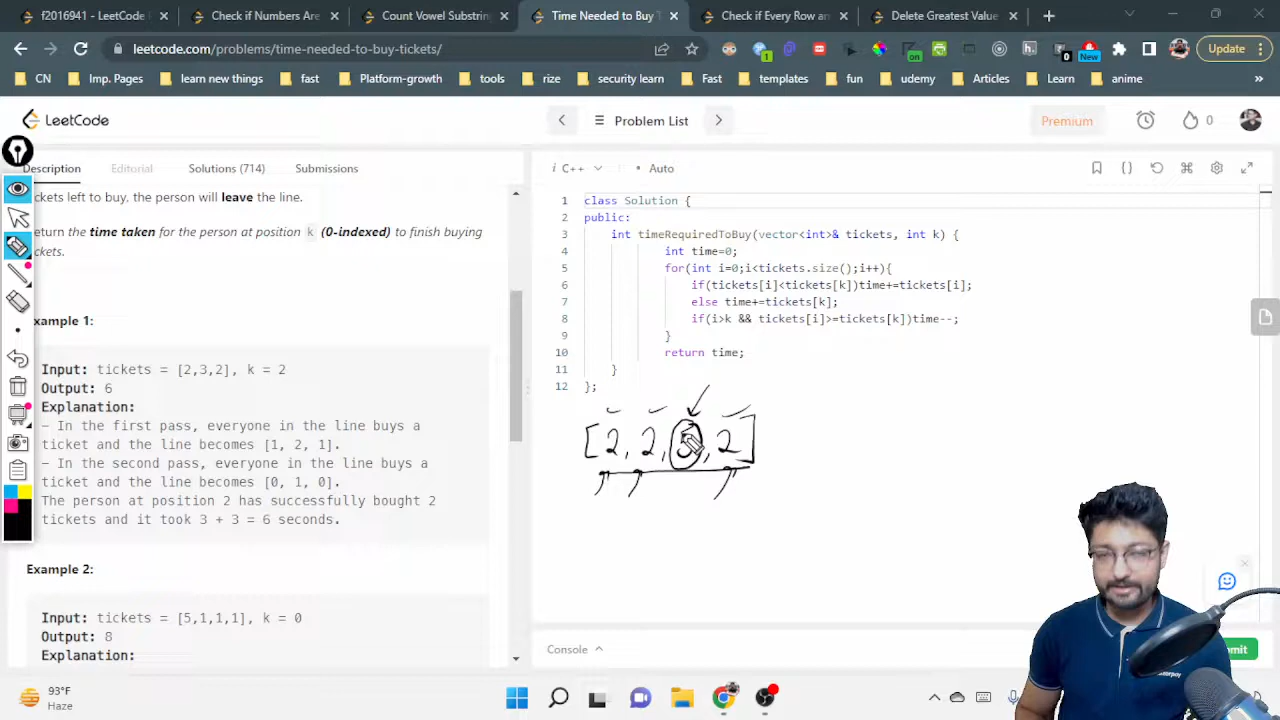 f2016941 - LeetCode
Check if Numbers Are
Count Vowel Substring
Time Needed to Buy T
Check if Every Row an
Delete Greatest Value
leetcode.com/problems/time-needed-to-buy-tickets/
1
on
0
New
Update
CN
Imp. Pages
learn new things
fast
Platform-growth
tools
rise
security learn
Fast
templates
fun
udemy
Articles
Learn
anime
»
LeetCode
Problem List
Premium
0
Description
Editorial
Solutions (714)
Submissions
i C++
• Auto
ckets left to buy, the person will leave the line.
eturn the time taken for the person at position k (0-indexed) to finish buying
ckets.
xample 1:
Input: tickets = [2,3,2], k = 2
Output: 6
Explanation:
– In the first pass, everyone in the line buys a
ticket and the line becomes [1, 2, 1].
– In the second pass, everyone in the line buys a
ticket and the line becomes [0, 1, 0].
The person at position 2 has successfully bought 2
tickets and it took 3 + 3 = 6 seconds.
Example 2:
Input: tickets = [5,1,1,1], k = 0
Output: 8
Explanation:
1 class Solution {
2 public:
3 int timeRequiredToBuy(vector<int>& tickets, int k) {
4 int time=0;
5 for(int i=0;i<tickets.size();i++){
6 if(tickets[i]<tickets[k])time+=tickets[i];
7 else time+=tickets[k];
8 if(i>k && tickets[i]>=tickets[k])time--;
9 }
10 return time;
11 }
12 };
[2, 2, 5, 2]
Console
mit
93°F
Haze